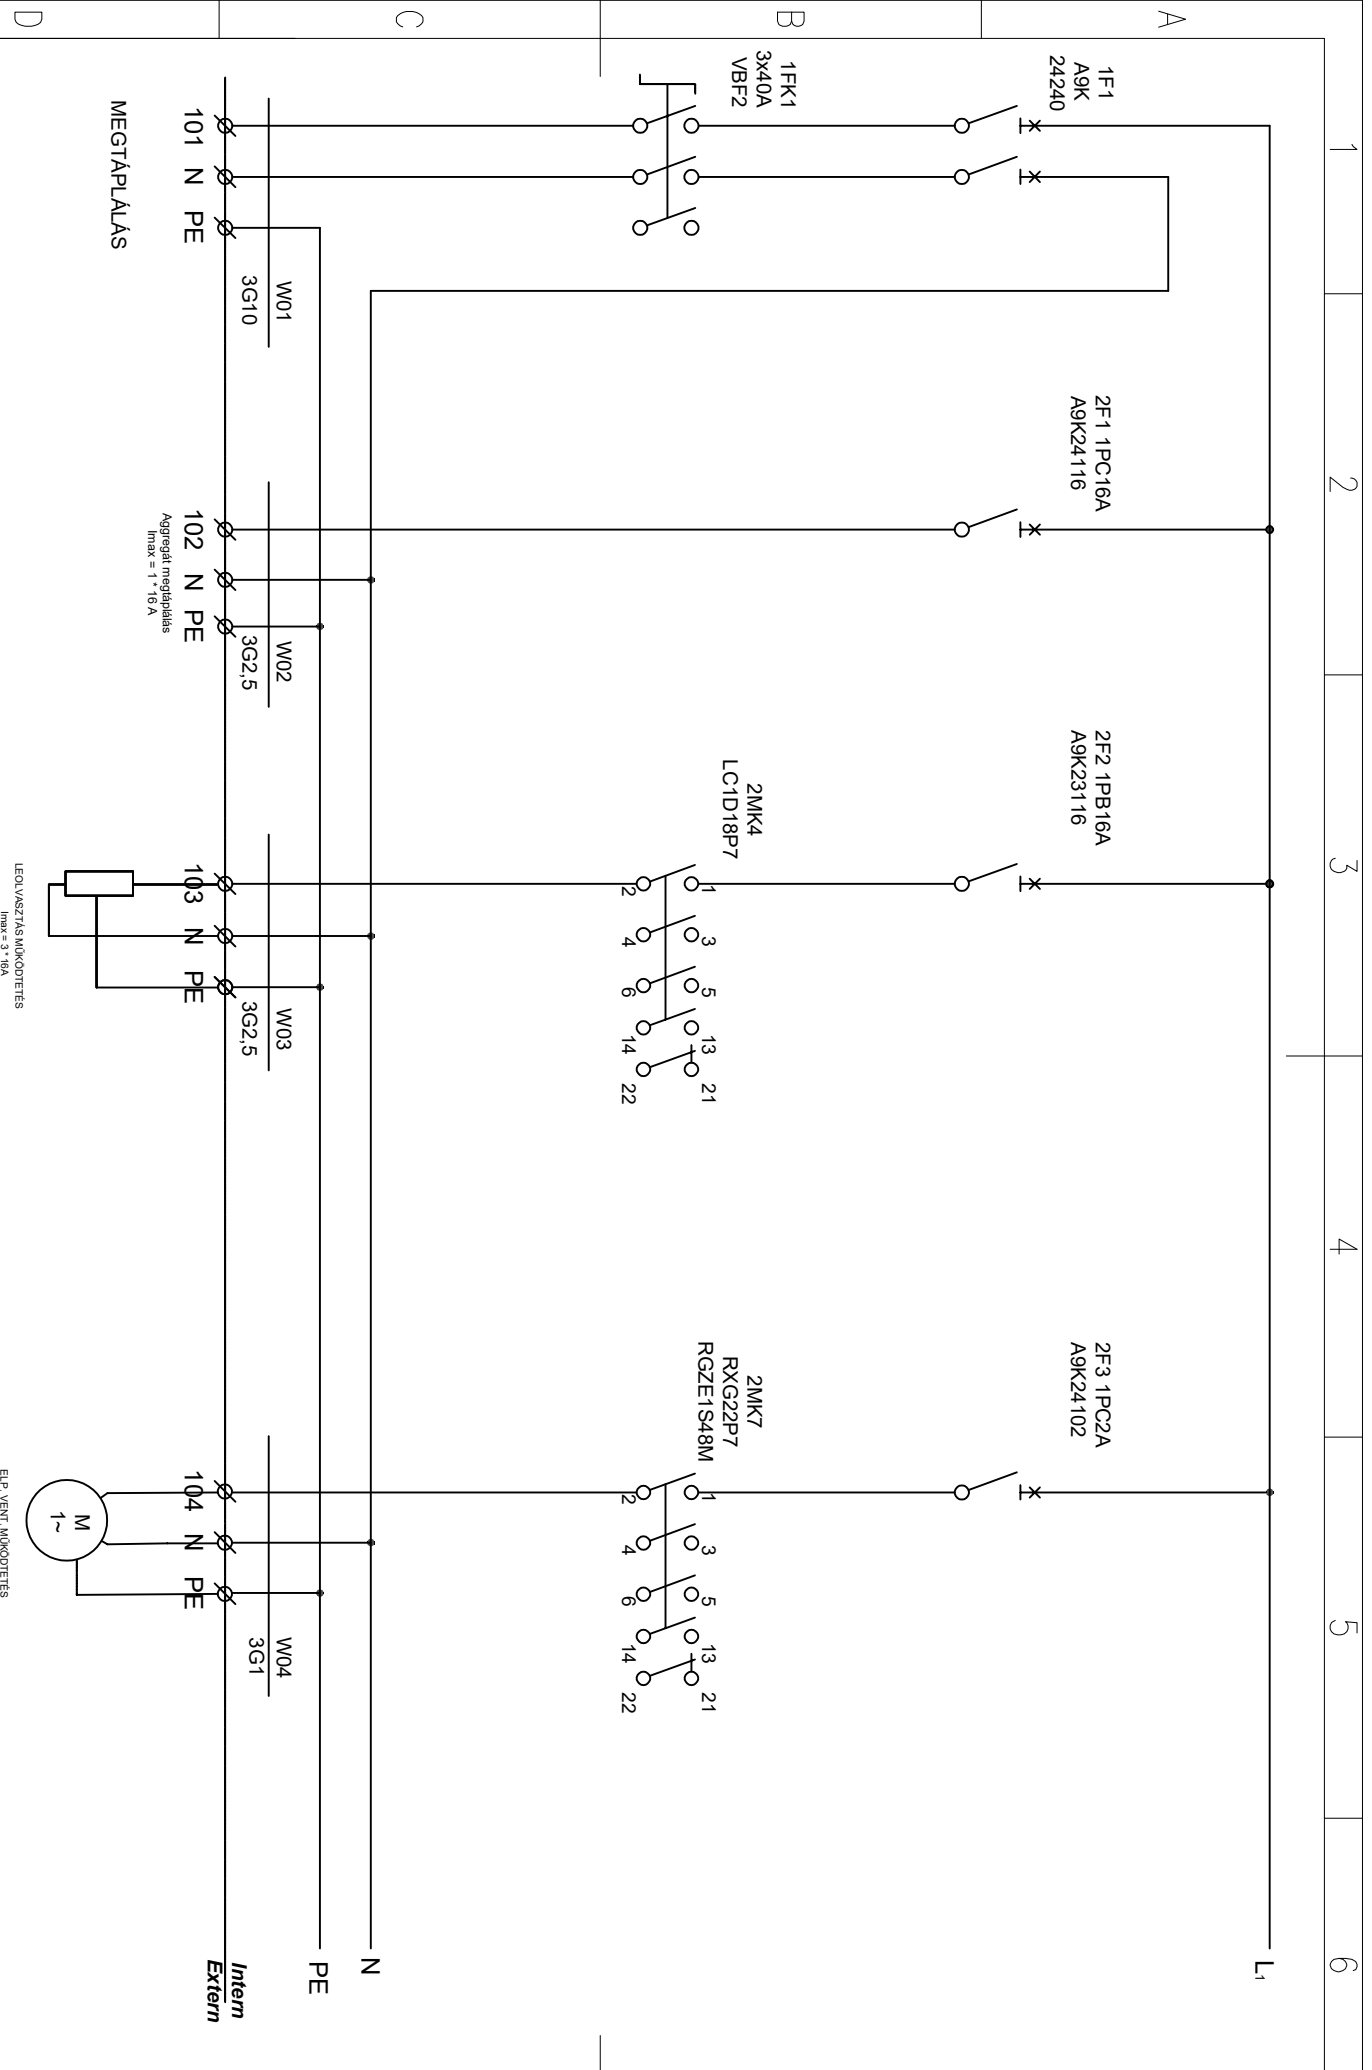 1
2
3
4
5
6
A
B
C
D
1F1
A9K
24240
2F1 1PC16A
A9K24116
2F2 1PB16A
A9K23116
2F3 1PC2A
A9K24102
L1
1FK1
3x40A
VBF2
2MK4
LC1D18P7
1
3
5
13
21
2
4
6
14
22
2MK7
RXG22P7
RGZE1S48M
1
3
5
13
21
2
4
6
14
22
N
PE
W01
3G10
W02
3G2,5
W03
3G2,5
W04
3G1
Intern
Extern
101 N PE
102 N PE
103 N PE
104 N PE
MEGTÁPLÁLÁS
Aggregát megtáplálás
Imax = 1 * 16 A
LEOLVASZTÁS MŰKÖDTETÉS
Imax = 3 * 16A
M
1~
ELP. VENT. MŰKÖDTETÉS